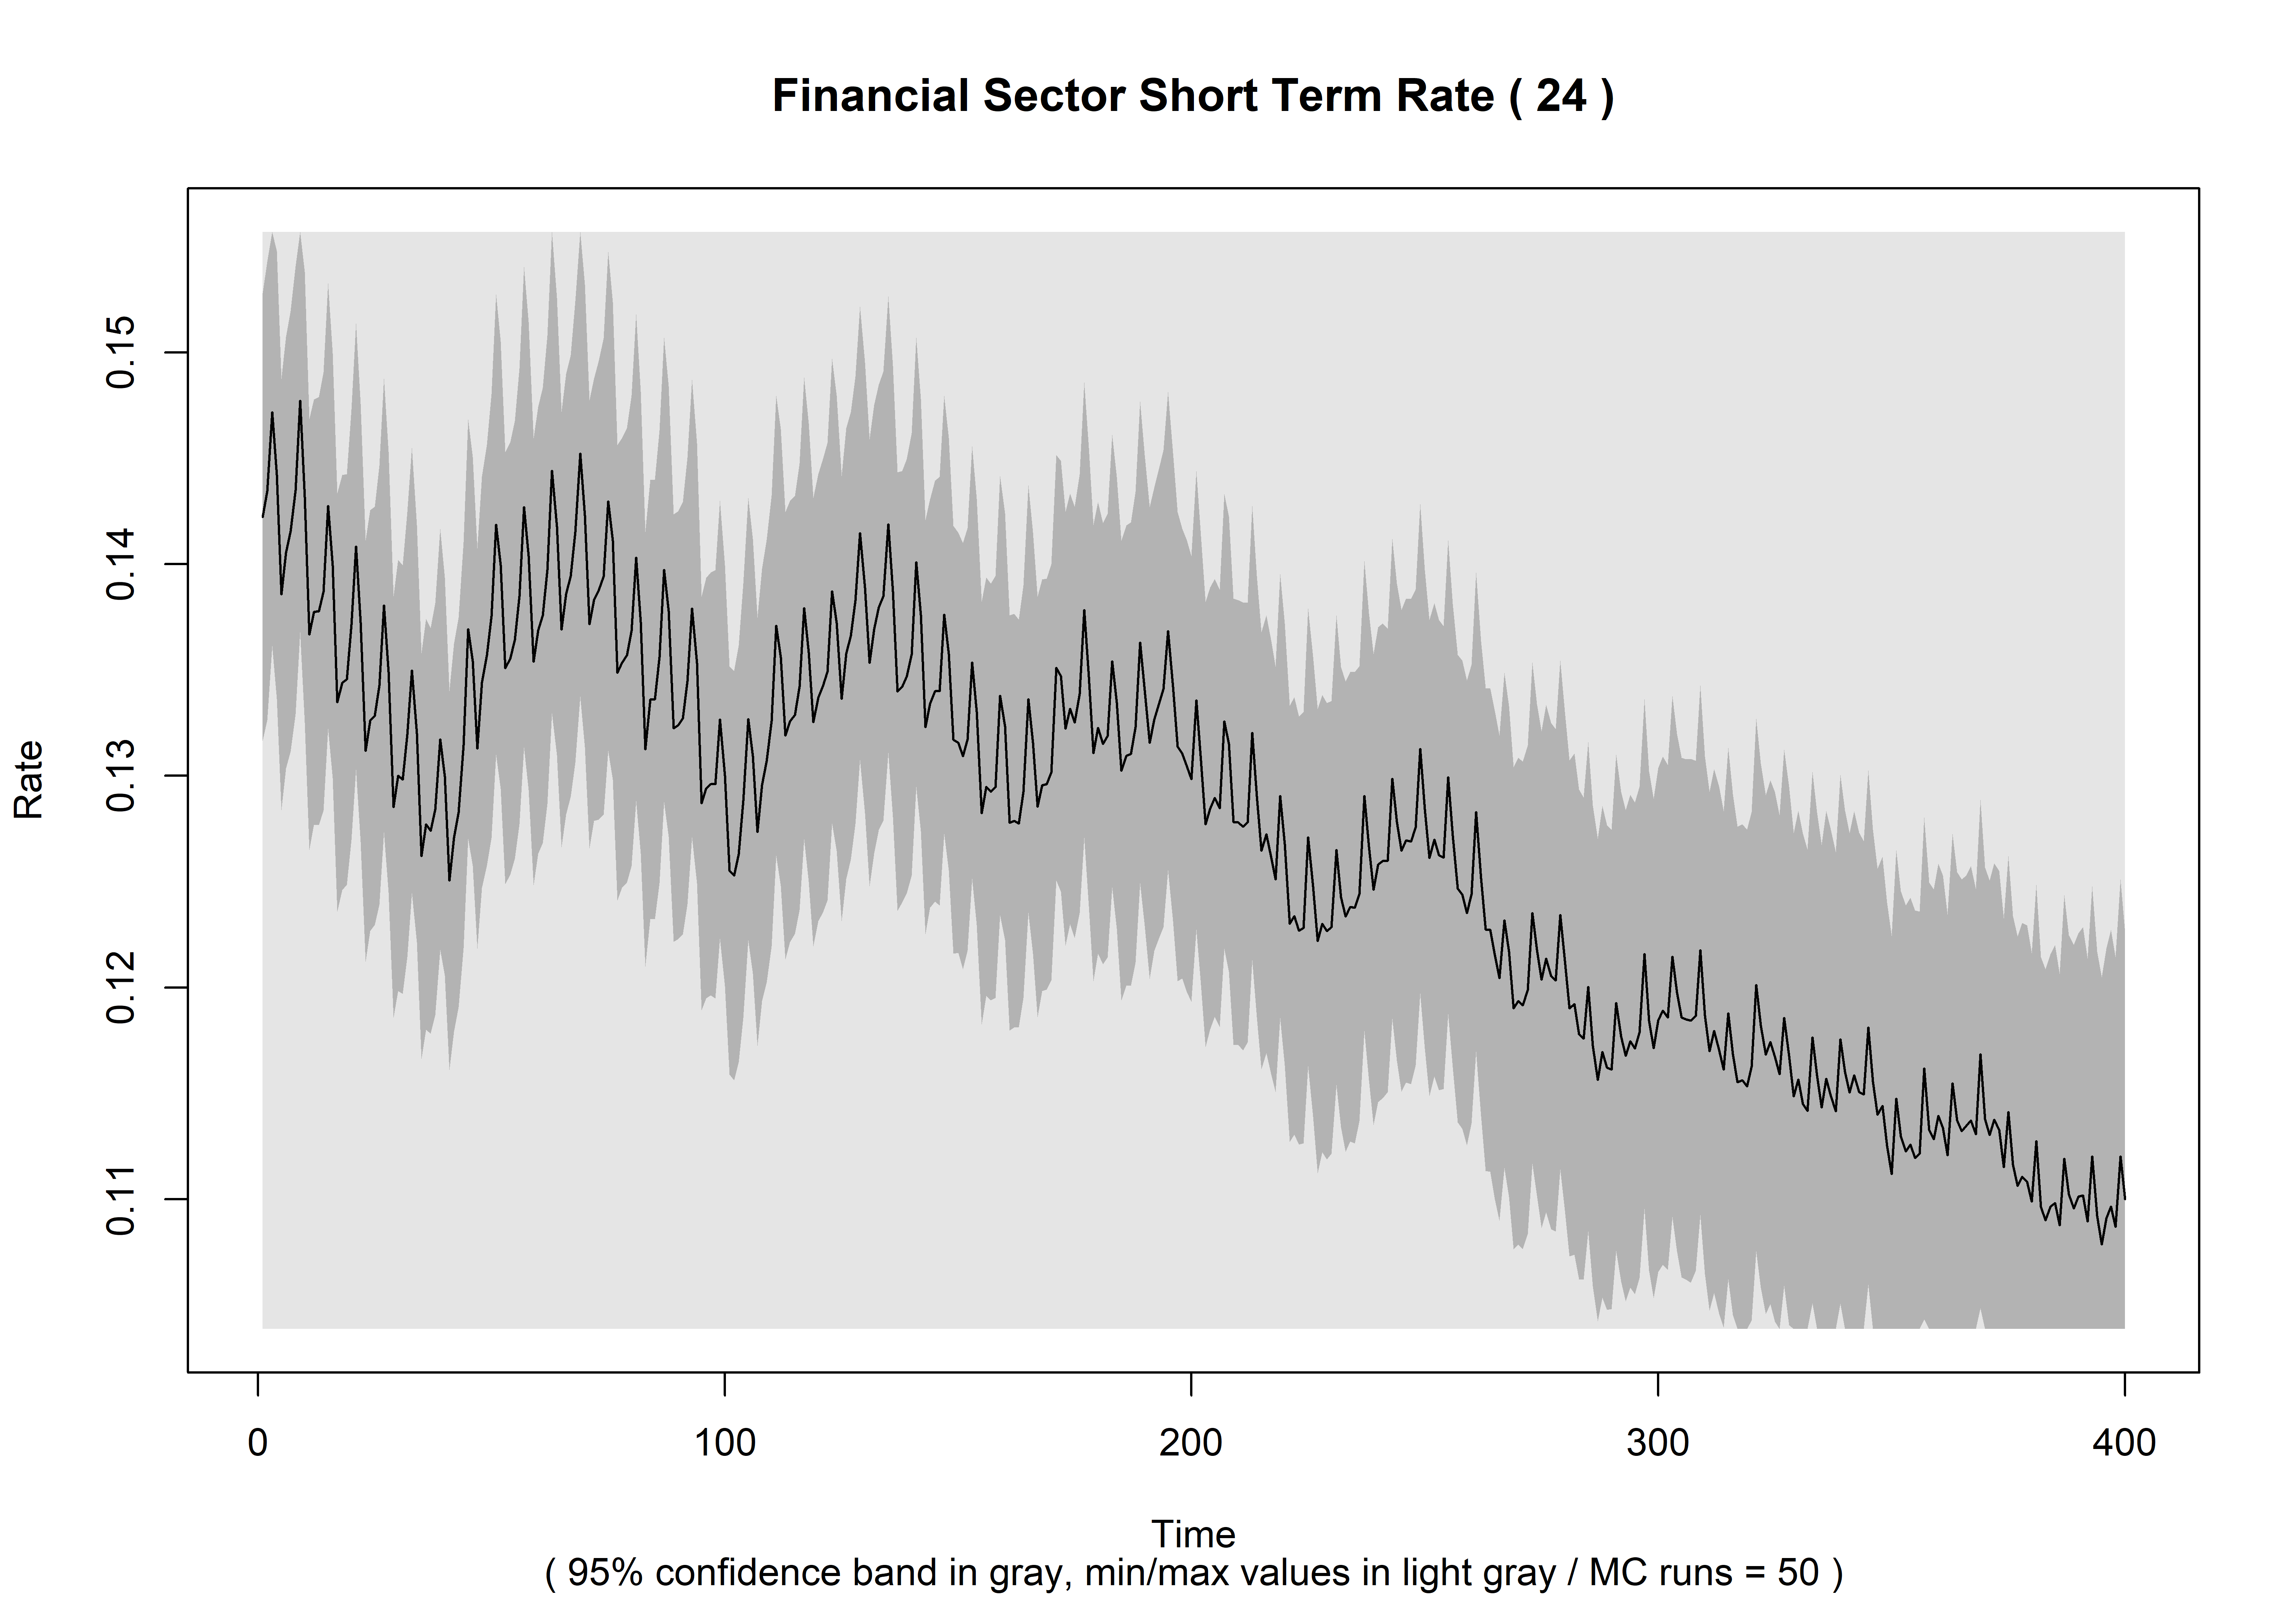 Financial Sector Short Term Rate ( 24 )
Rate
0.15
0.14
0.13
0.12
0.11
0 100 200 300 400
Time
( 95% confidence band in gray, min/max values in light gray / MC runs = 50 )